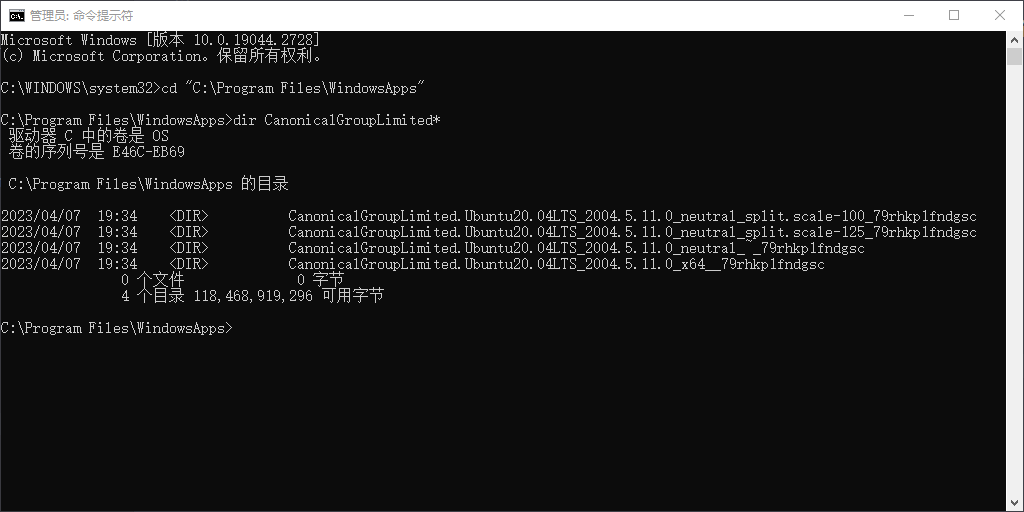 管理员: 命令提示符
Microsoft Windows [版本 10.0.19044.2728]
(c) Microsoft Corporation。保留所有权利。
C:\WINDOWS\system32>cd "C:\Program Files\WindowsApps"
C:\Program Files\WindowsApps>dir CanonicalGroupLimited*
驱动器 C 中的卷是 OS
卷的序列号是 E46C-EB69
C:\Program Files\WindowsApps 的目录
2023/04/07  19:34    <DIR>          CanonicalGroupLimited.Ubuntu20.04LTS_2004.5.11.0_neutral_split.scale-100_79rhkplfndgsc
2023/04/07  19:34    <DIR>          CanonicalGroupLimited.Ubuntu20.04LTS_2004.5.11.0_neutral_split.scale-125_79rhkplfndgsc
2023/04/07  19:34    <DIR>          CanonicalGroupLimited.Ubuntu20.04LTS_2004.5.11.0_neutral_~_79rhkplfndgsc
2023/04/07  19:34    <DIR>          CanonicalGroupLimited.Ubuntu20.04LTS_2004.5.11.0_x64__79rhkplfndgsc
0 个文件              0 字节
4 个目录 118,468,919,296 可用字节
C:\Program Files\WindowsApps>